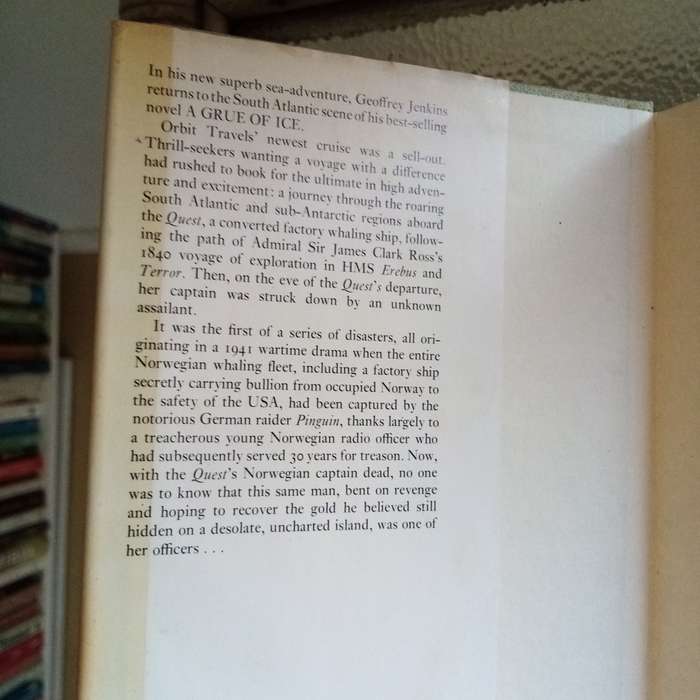 In his new superb sea-adventure, Geoffrey Jenkins
returns to the South Atlantic scene of his best-selling
novel A GRUE OF ICE.
Orbit Travels' newest cruise was a sell-out.
Thrill-seekers wanting a voyage with a difference
had rushed to book for the ultimate in high adven-
ture and excitement: a journey through the roaring
South Atlantic and sub-Antarctic regions aboard
the Quest, a converted factory whaling ship, follow-
ing the path of Admiral Sir James Clark Ross's
1840 voyage of exploration in HMS Erebus and
Terror. Then, on the eve of the Quest's departure,
her captain was struck down by an unknown
assailant.
It was the first of a series of disasters, all ori-
ginating in a 1941 wartime drama when the entire
Norwegian whaling fleet, including a factory ship
secretly carrying bullion from occupied Norway to
the safety of the USA, had been captured by the
notorious German raider Pinguin, thanks largely to
a treacherous young Norwegian radio officer who
had subsequently served 30 years for treason. Now,
with the Quest's Norwegian captain dead, no one
was to know that this same man, bent on revenge
and hoping to recover the gold he believed still
hidden on a desolate, uncharted island, was one of
her officers . . .